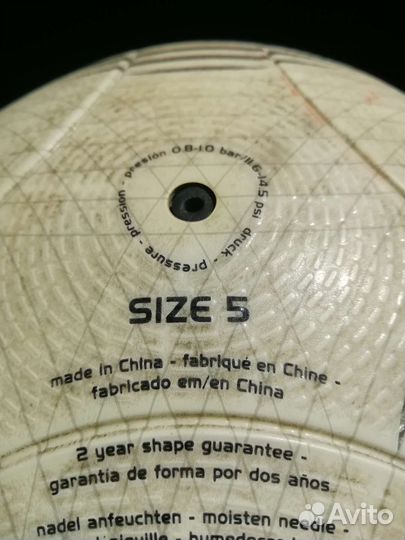 presión 0.8-1.0 bar/11.6-14.5 psi druck - pressure - pression -
SIZE 5
made in China - fabriqué en Chine -
fabricado em/en China
2 year shape guarantee -
garantía de forma por dos años
nadel anfeuchten - moisten needle -
Avito